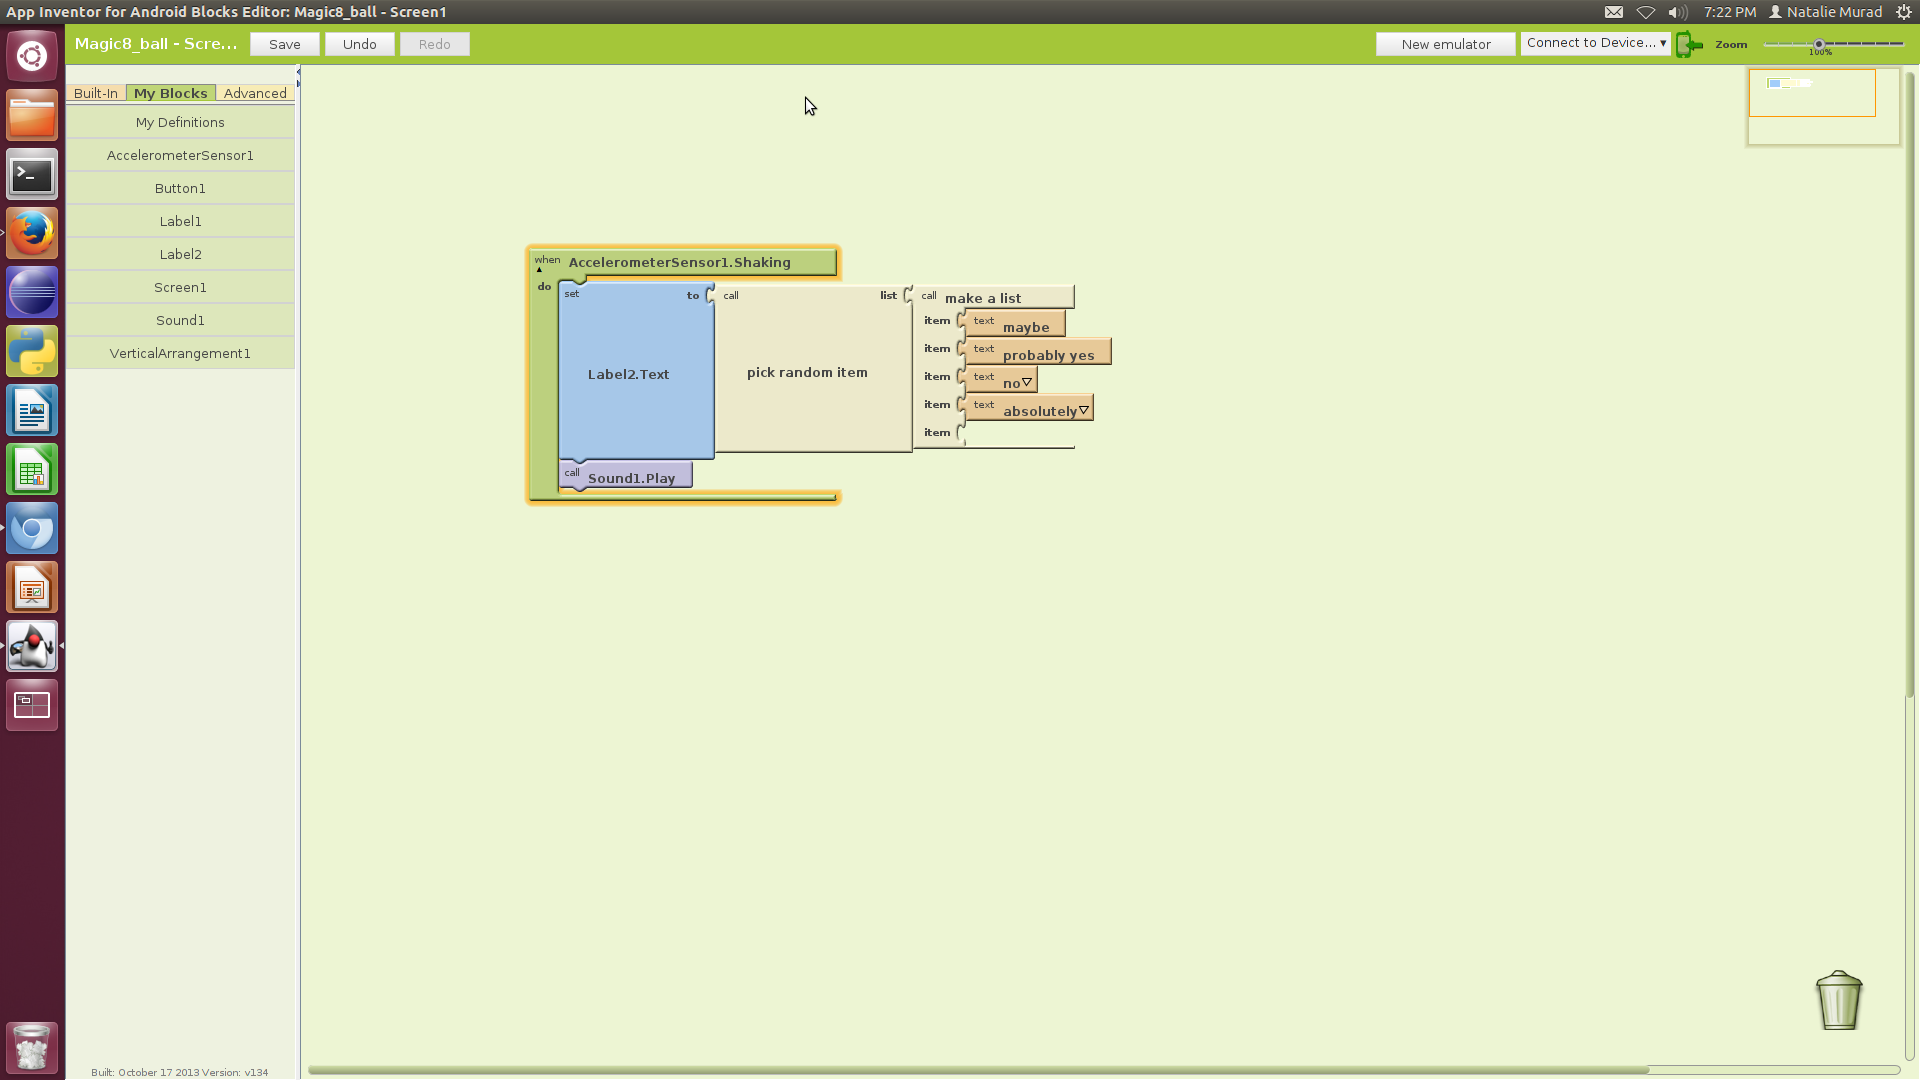 App Inventor for Android Blocks Editor: Magic8_ball - Screen1
7:22 PM Natalie Murad
Magic8_ball - Scre...
Save
Undo
Redo
New emulator
Connect to Device...
Zoom
100%
Built-In
My Blocks
Advanced
My Definitions
AccelerometerSensor1
Button1
Label1
Label2
Screen1
Sound1
VerticalArrangement1
when AccelerometerSensor1.Shaking
do
set Label2.Text to
call pick random item list
call make a list
item text maybe
item text probably yes
item text no
item text absolutely
item
call Sound1.Play
Built: October 17 2013 Version: v134